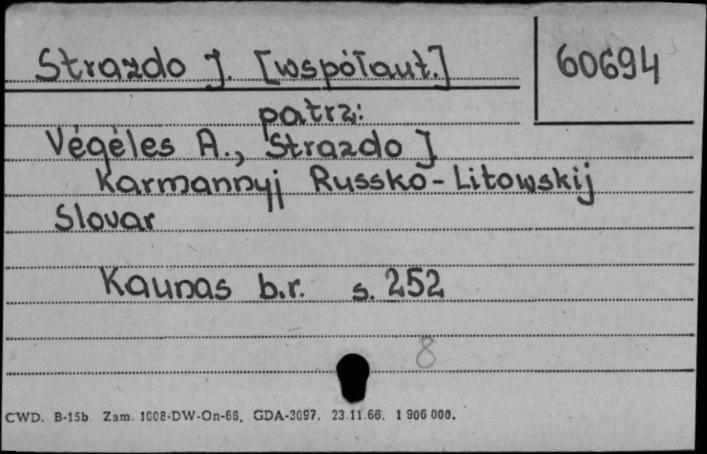 Strazdo J. [współaut.]
60694
patrz:
Vėgėlės A., Strazdo J.
Karmannyj Russko-Litowskij
Slovar
Kaunas b.r. s. 252
8
CWD. B-15b Zam. 1008-DW-On-66. GDA-3097. 23.11.66. 1 906 000.